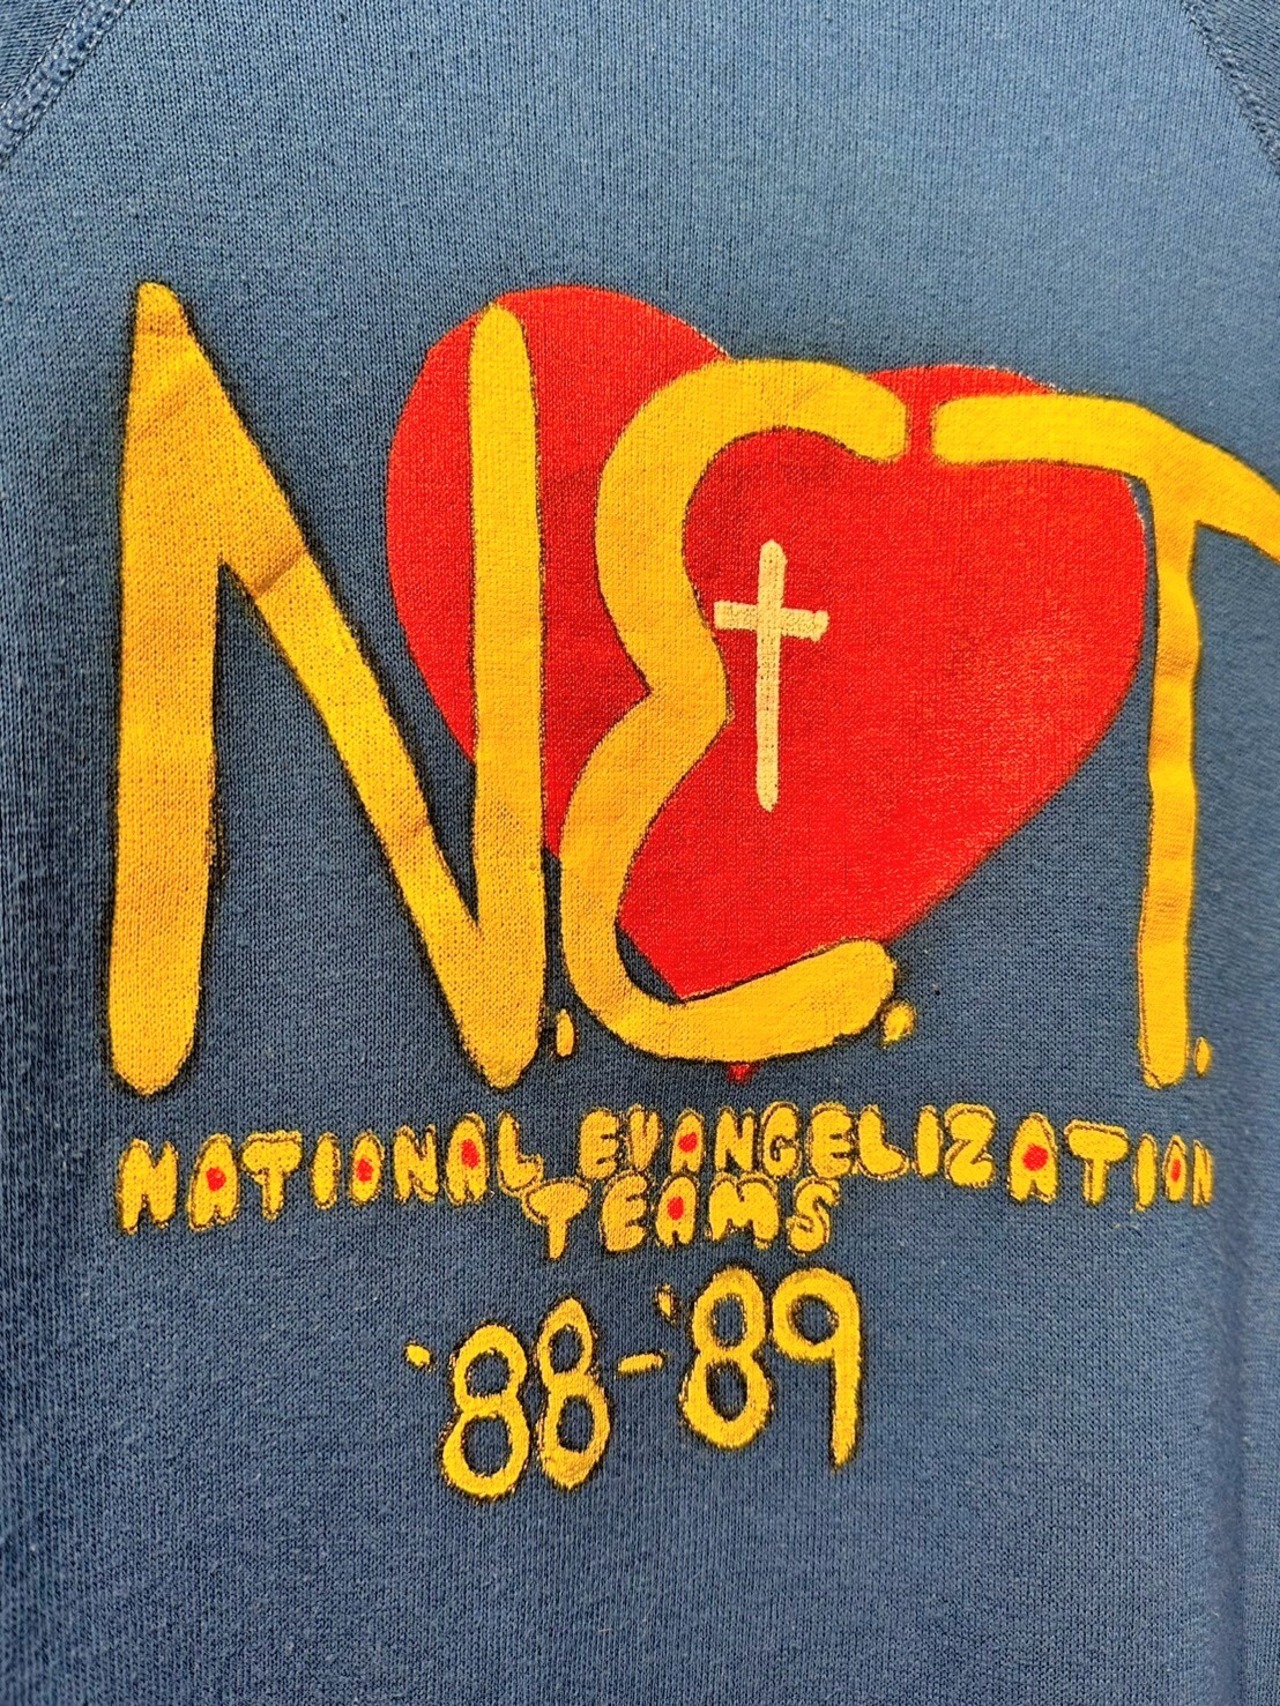 N.E.T.
NATIONAL EVANGELIZATION
TEAMS
'88-'89